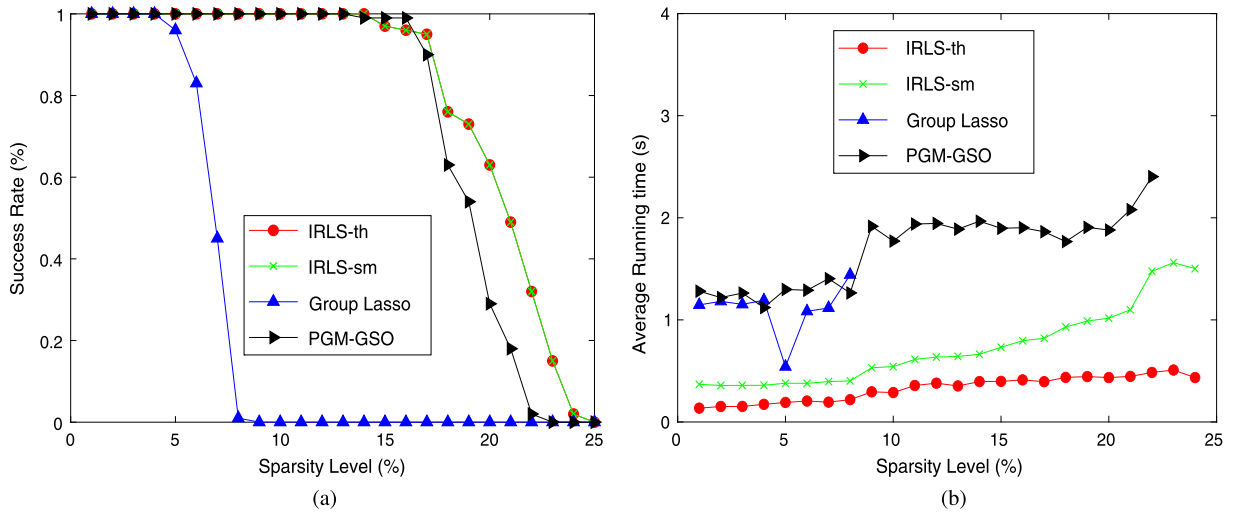 1
0.8
0.6
0.4
0.2
0
Success Rate (%)
IRLS-th
IRLS-sm
Group Lasso
PGM-GSO
0 5 10 15 20 25
Sparsity Level (%)
(a)
4
3
2
1
0
Average Running time (s)
IRLS-th
IRLS-sm
Group Lasso
PGM-GSO
0 5 10 15 20 25
Sparsity Level (%)
(b)